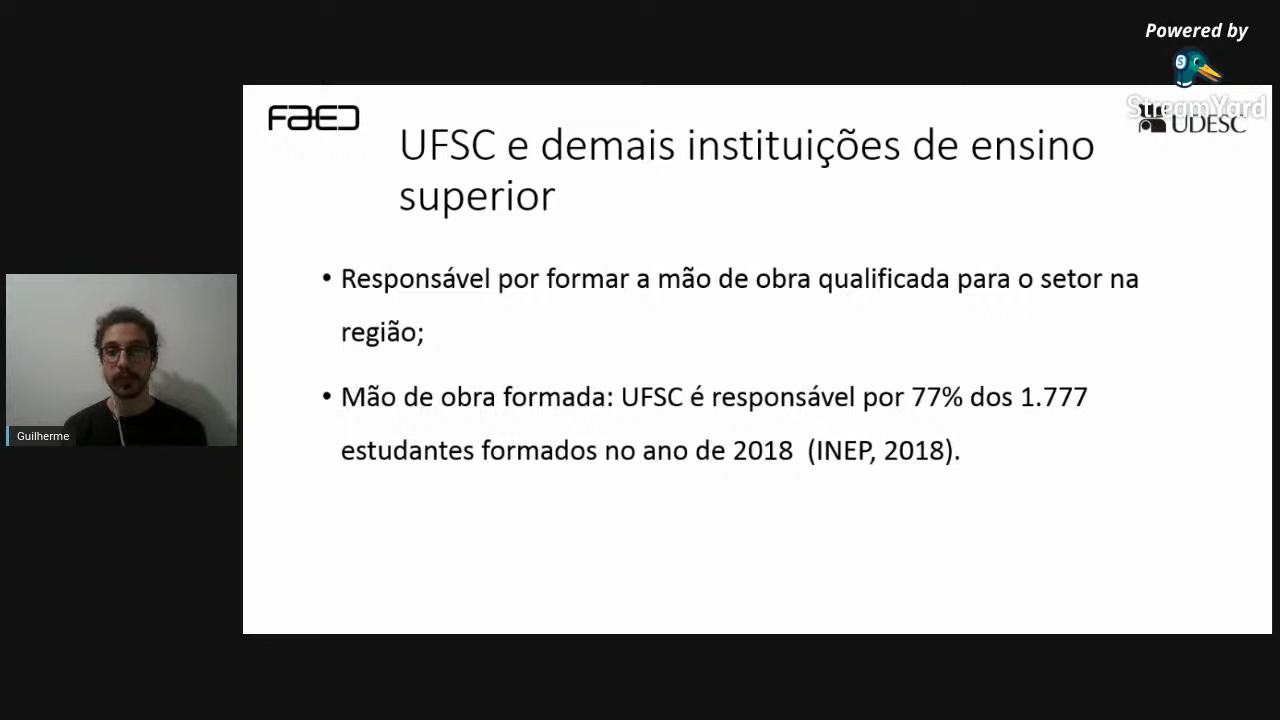 Powered by
StreamYard
FAED
UDESC
UFSC e demais instituições de ensino
superior
• Responsável por formar a mão de obra qualificada para o setor na
região;
• Mão de obra formada: UFSC é responsável por 77% dos 1.777
estudantes formados no ano de 2018 (INEP, 2018).
Guilherme